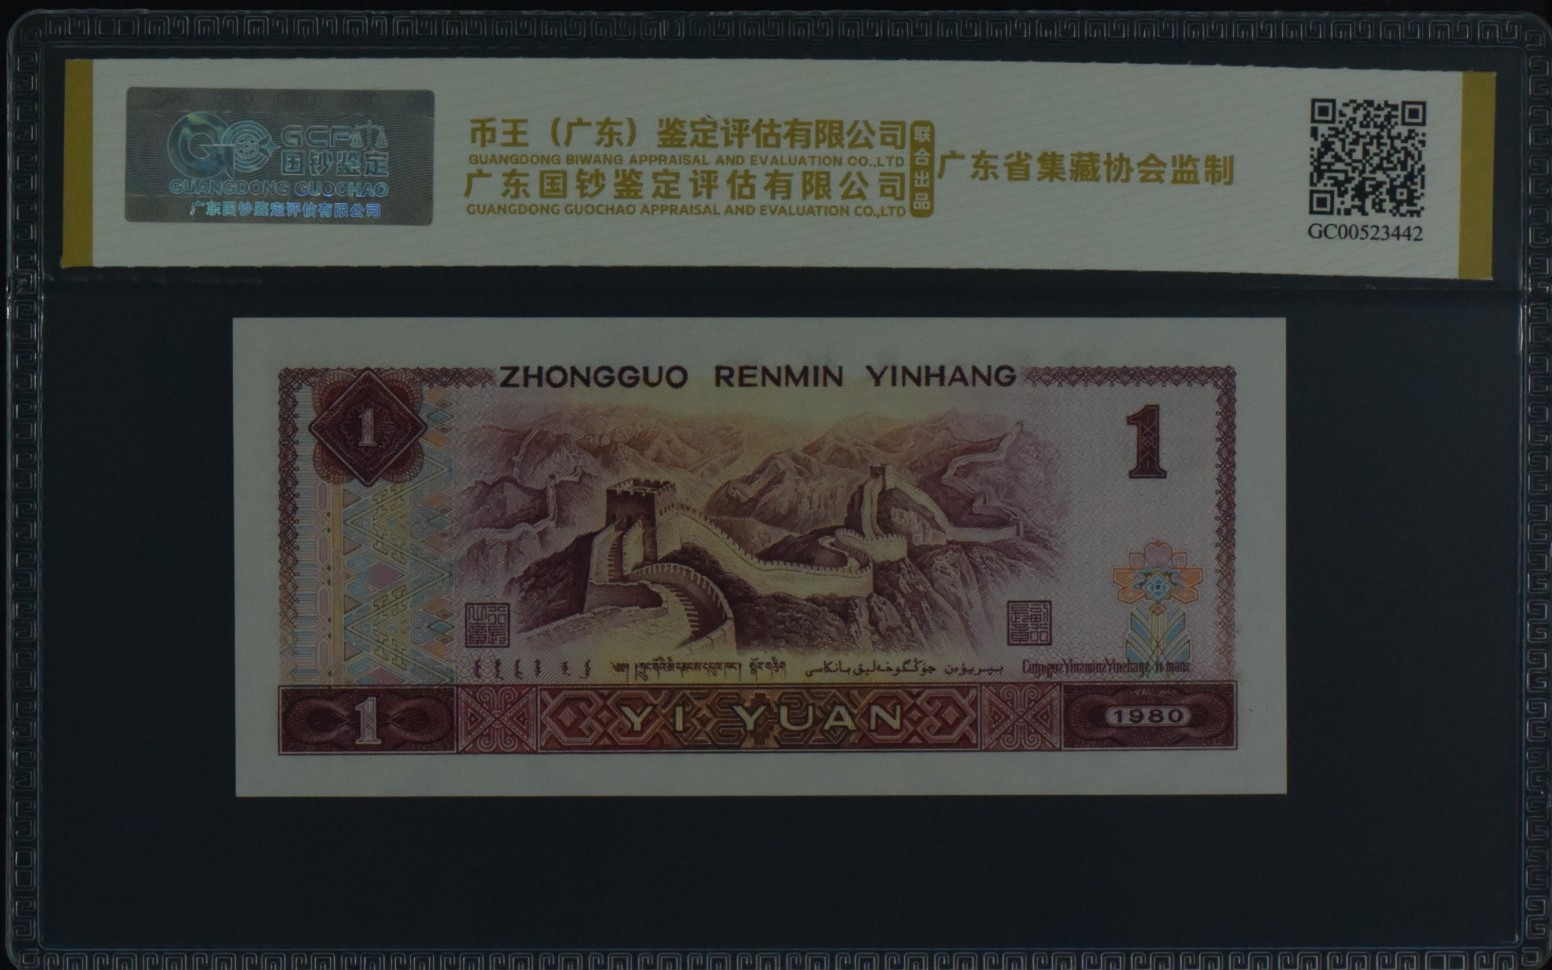 GCP
国钞鉴定
GUANGDONG GUOCHAO
广东国钞鉴定评估有限公司
币王（广东）鉴定评估有限公司
GUANGDONG BIWANG APPRAISAL AND EVALUATION CO.,LTD
广东国钞鉴定评估有限公司
GUANGDONG GUOCHAO APPRAISAL AND EVALUATION CO.,LTD
联合出品
广东省集藏协会监制
GC00523442
ZHONGGUO RENMIN YINHANG
1
1
1
YI YUAN
1980